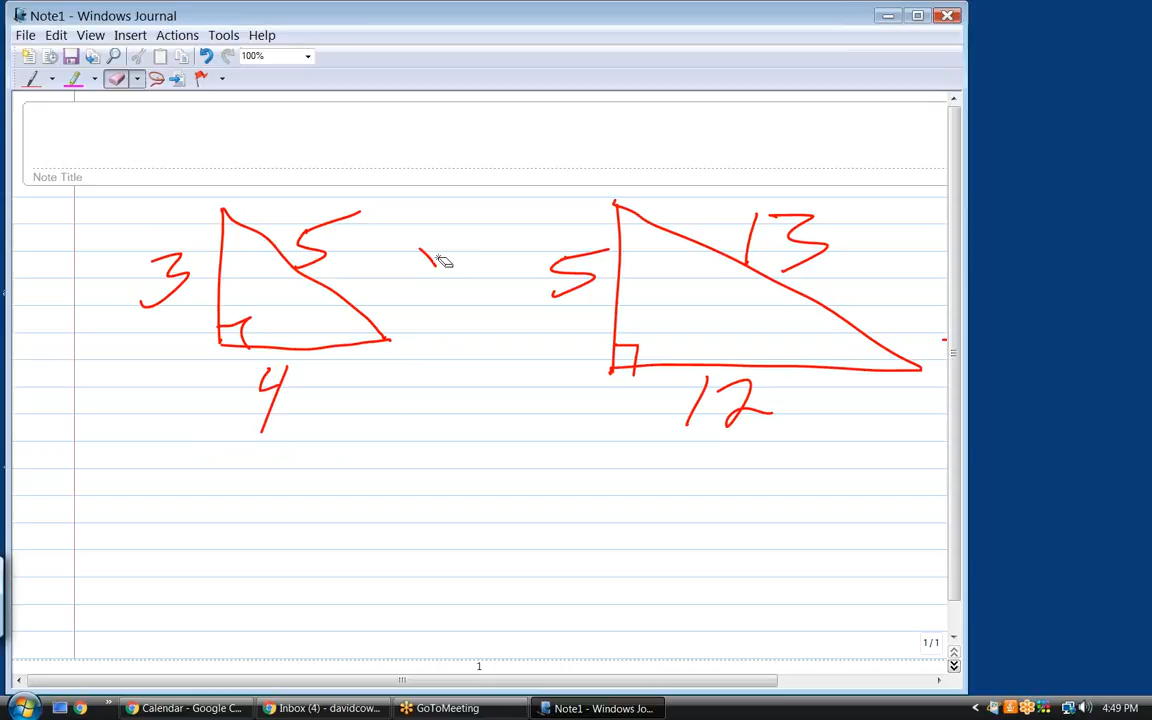 Note1 - Windows Journal
File Edit View Insert Actions Tools Help
100%
Note Title
3 5
4
5 13
12
1/1
1
Calendar - Google C...
Inbox (4) - davidcow...
GoToMeeting
Note1 - Windows Jo...
4:49 PM